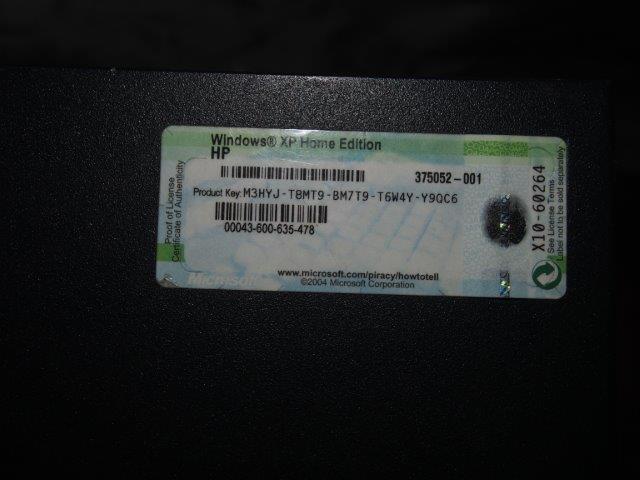 Windows® XP Home Edition
HP
375052-001
Product Key: M3HYJ-T8MT9-BM7T9-T6W4Y-Y9QC6
00043-600-635-478
Microsoft
www.microsoft.com/piracy/howtotell
©2004 Microsoft Corporation
Proof of License
Certificate of Authenticity
X10-60264
See License Terms
Label not to be sold separately